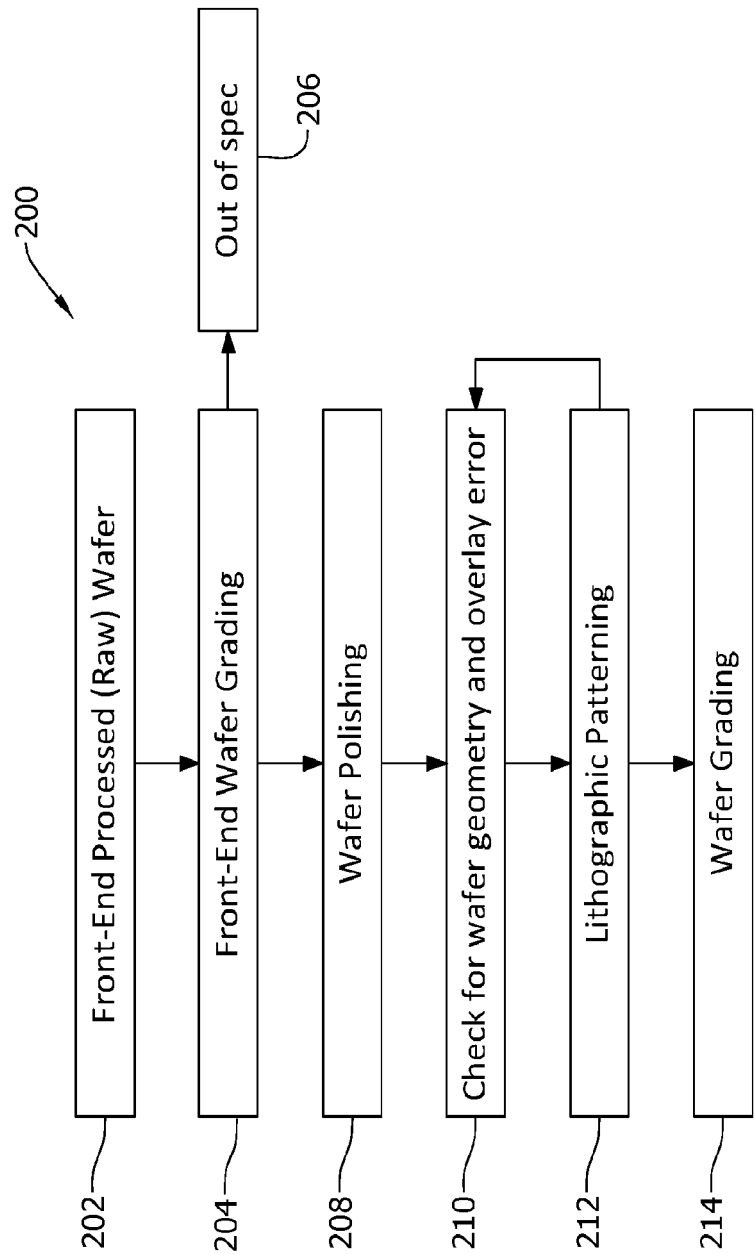 200
202
Front-End Processed (Raw) Wafer
204
Front-End Wafer Grading
Out of spec
206
208
Wafer Polishing
210
Check for wafer geometry and overlay error
212
Lithographic Patterning
214
Wafer Grading